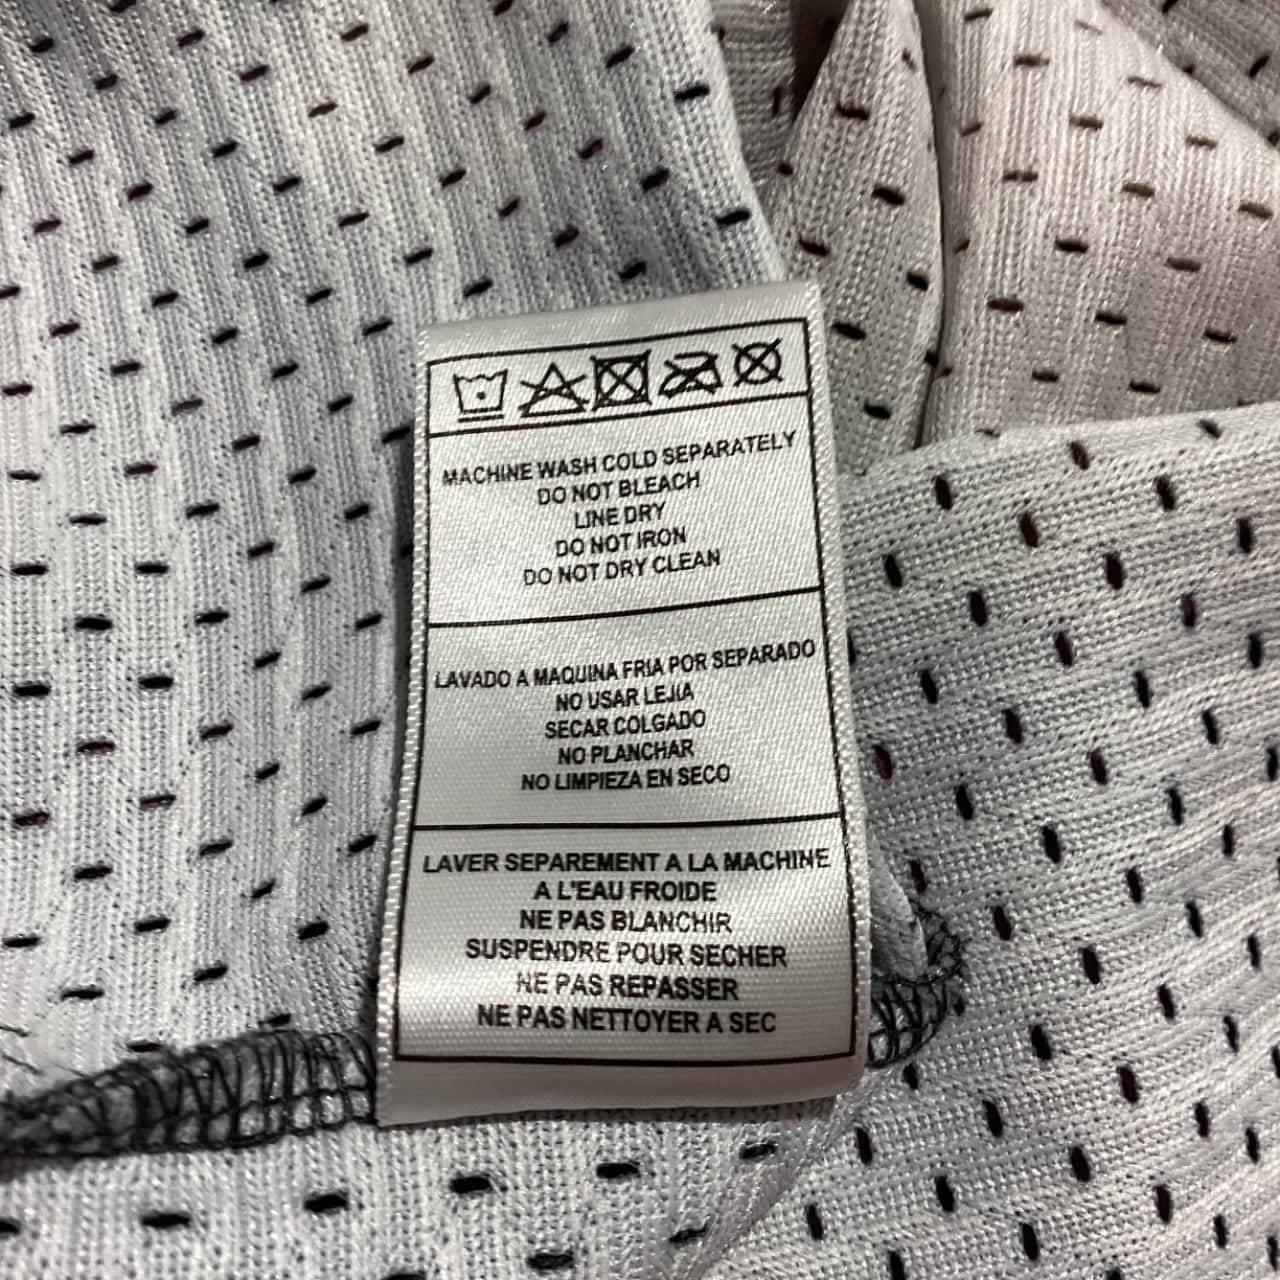 MACHINE WASH COLD SEPARATELY
DO NOT BLEACH
LINE DRY
DO NOT IRON
DO NOT DRY CLEAN
LAVADO A MAQUINA FRIA POR SEPARADO
NO USAR LEJIA
SECAR COLGADO
NO PLANCHAR
NO LIMPIEZA EN SECO
LAVER SEPAREMENT A LA MACHINE
A L'EAU FROIDE
NE PAS BLANCHIR
SUSPENDRE POUR SECHER
NE PAS REPASSER
NE PAS NETTOYER A SEC